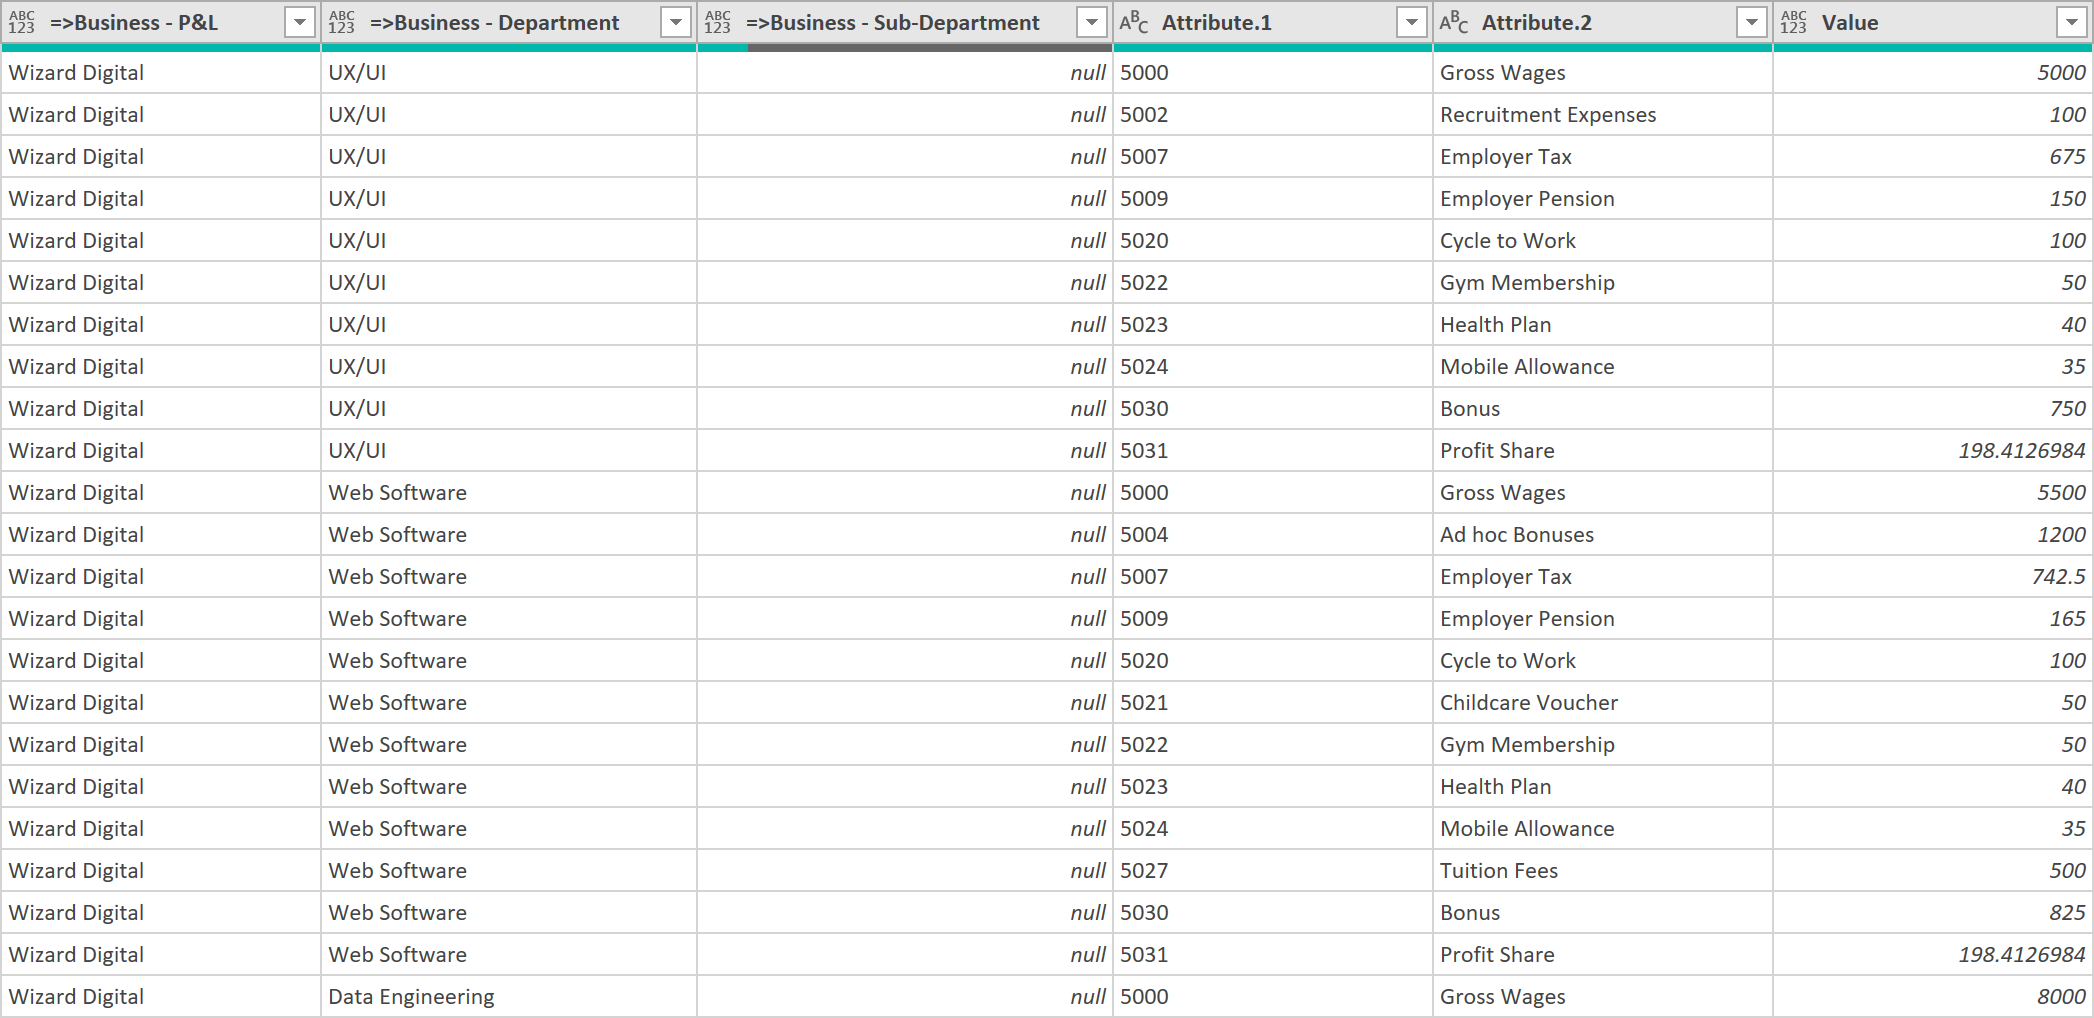 ABC 123 =>Business - P&L ABC 123 =>Business - Department ABC 123 =>Business - Sub-Department ABC Attribute.1 ABC Attribute.2 ABC 123 Value
Wizard Digital UX/UI null 5000 Gross Wages 5000
Wizard Digital UX/UI null 5002 Recruitment Expenses 100
Wizard Digital UX/UI null 5007 Employer Tax 675
Wizard Digital UX/UI null 5009 Employer Pension 150
Wizard Digital UX/UI null 5020 Cycle to Work 100
Wizard Digital UX/UI null 5022 Gym Membership 50
Wizard Digital UX/UI null 5023 Health Plan 40
Wizard Digital UX/UI null 5024 Mobile Allowance 35
Wizard Digital UX/UI null 5030 Bonus 750
Wizard Digital UX/UI null 5031 Profit Share 198.4126984
Wizard Digital Web Software null 5000 Gross Wages 5500
Wizard Digital Web Software null 5004 Ad hoc Bonuses 1200
Wizard Digital Web Software null 5007 Employer Tax 742.5
Wizard Digital Web Software null 5009 Employer Pension 165
Wizard Digital Web Software null 5020 Cycle to Work 100
Wizard Digital Web Software null 5021 Childcare Voucher 50
Wizard Digital Web Software null 5022 Gym Membership 50
Wizard Digital Web Software null 5023 Health Plan 40
Wizard Digital Web Software null 5024 Mobile Allowance 35
Wizard Digital Web Software null 5027 Tuition Fees 500
Wizard Digital Web Software null 5030 Bonus 825
Wizard Digital Web Software null 5031 Profit Share 198.4126984
Wizard Digital Data Engineering null 5000 Gross Wages 8000